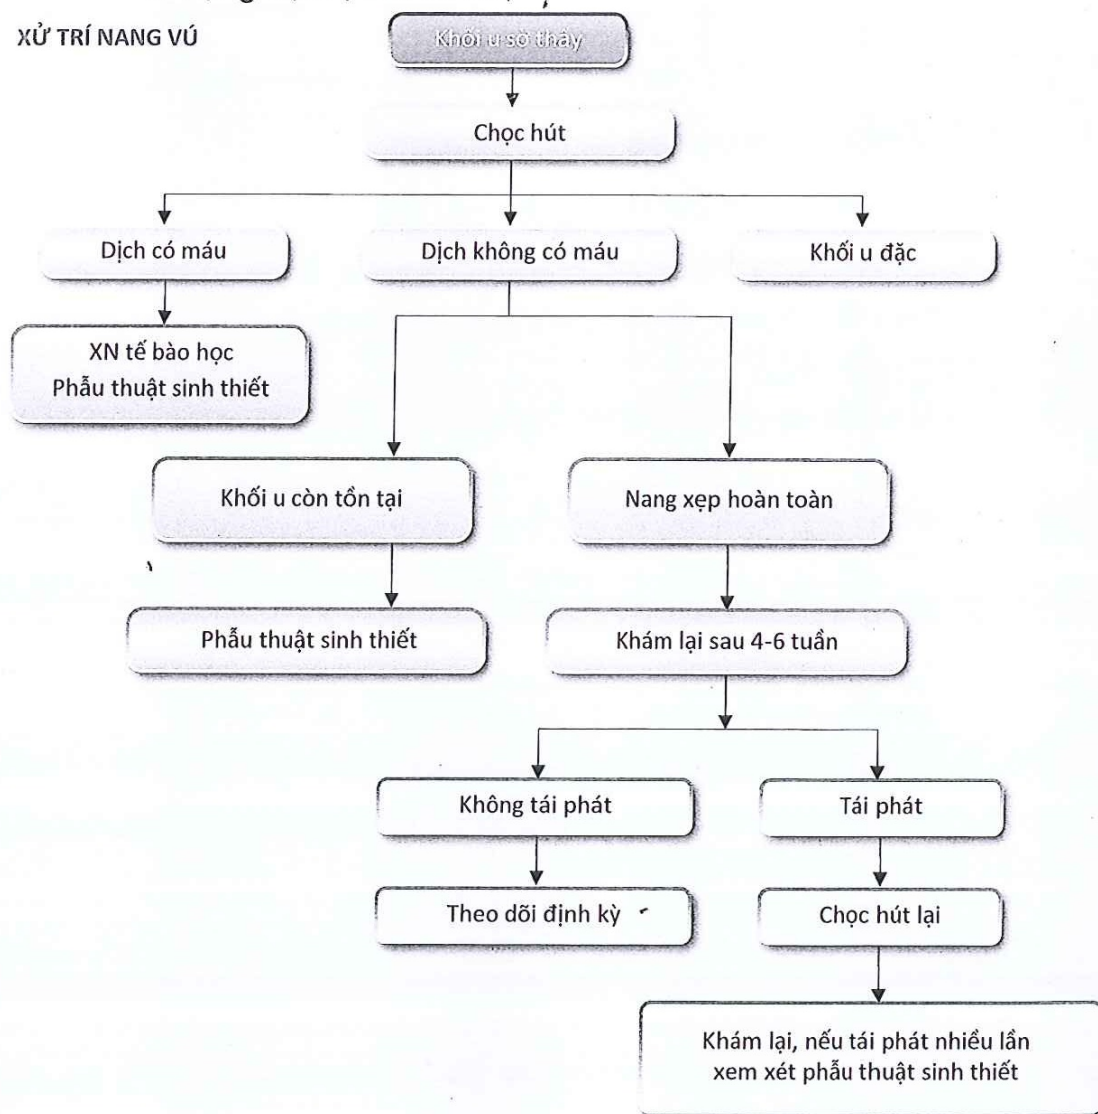 XỬ TRÍ NANG VÚ
Khối u sờ thấy
Chọc hút
Dịch có máu
Dịch không có máu
Khối u đặc
XN tế bào học
Phẫu thuật sinh thiết
Khối u còn tồn tại
Nang xẹp hoàn toàn
Phẫu thuật sinh thiết
Khám lại sau 4-6 tuần
Không tái phát
Tái phát
Theo dõi định kỳ
Chọc hút lại
Khám lại, nếu tái phát nhiều lần
xem xét phẫu thuật sinh thiết